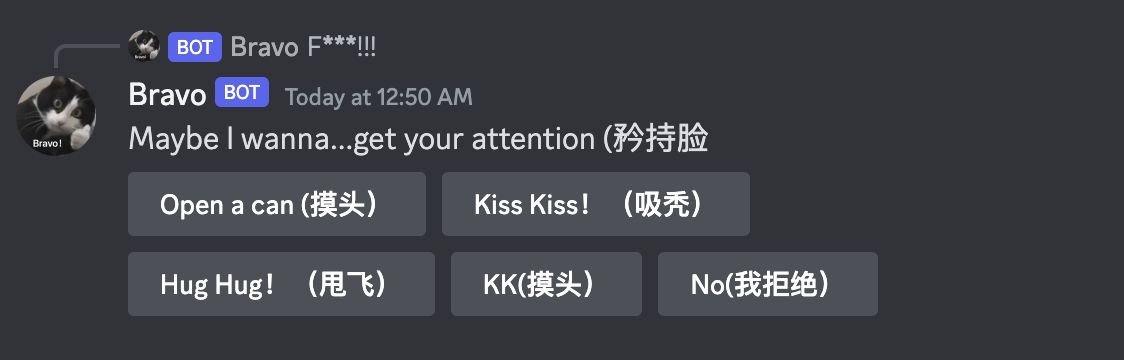 BOT Bravo F***!!!
Bravo BOT Today at 12:50 AM
Bravo!
Maybe I wanna...get your attention (矜持脸
Open a can (摸头） Kiss Kiss！（吸秃）
Hug Hug！（甩飞） KK(摸头） No(我拒绝）